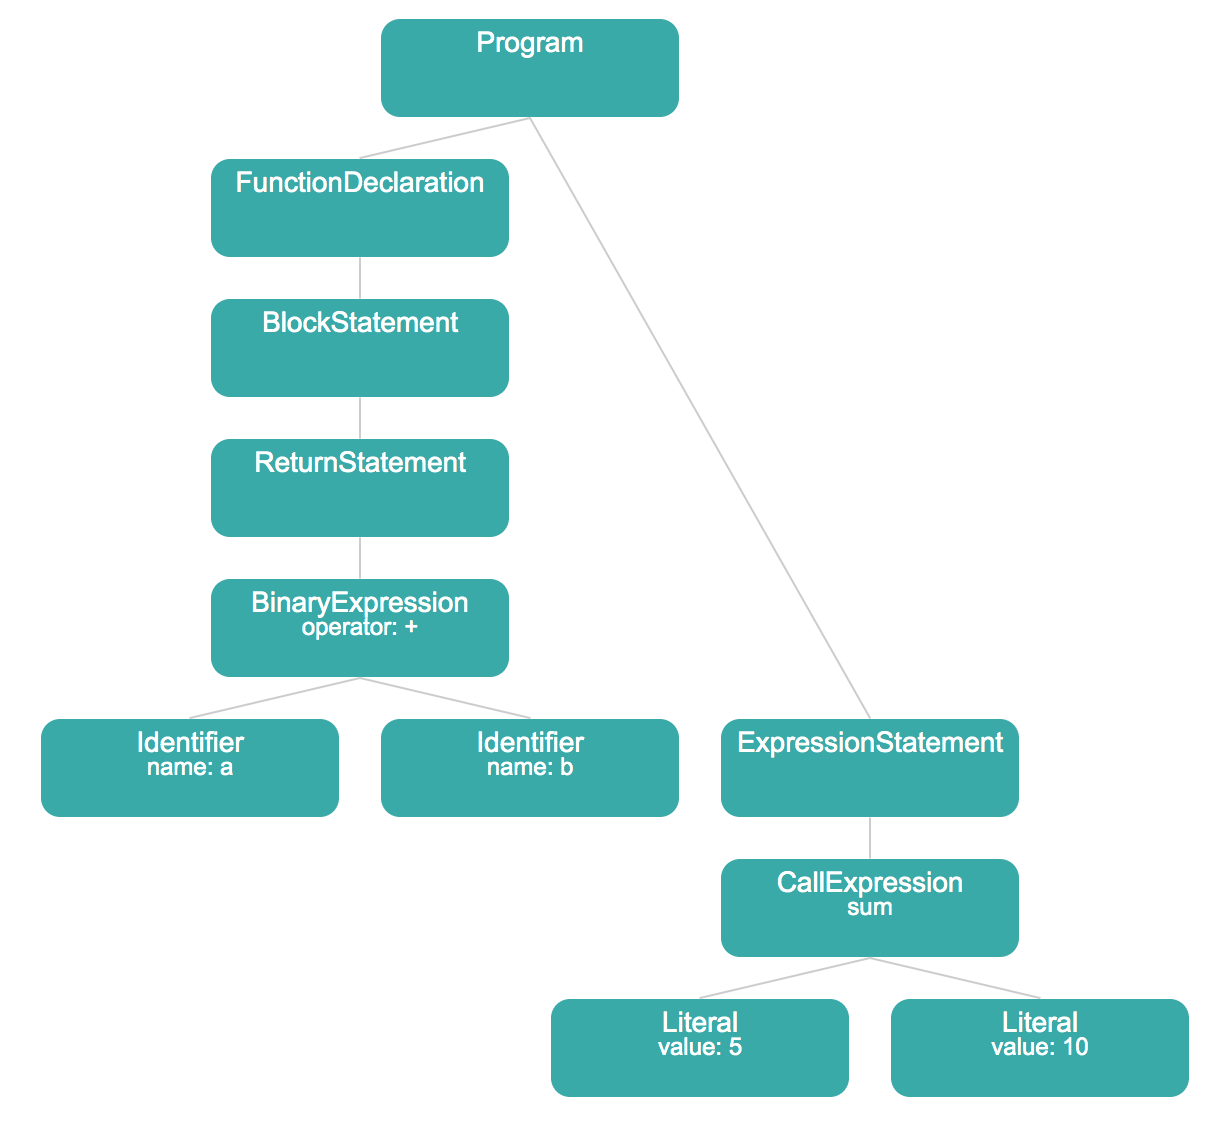 Program
FunctionDeclaration
BlockStatement
ReturnStatement
BinaryExpression
operator: +
Identifier
name: a
Identifier
name: b
ExpressionStatement
CallExpression
sum
Literal
value: 5
Literal
value: 10